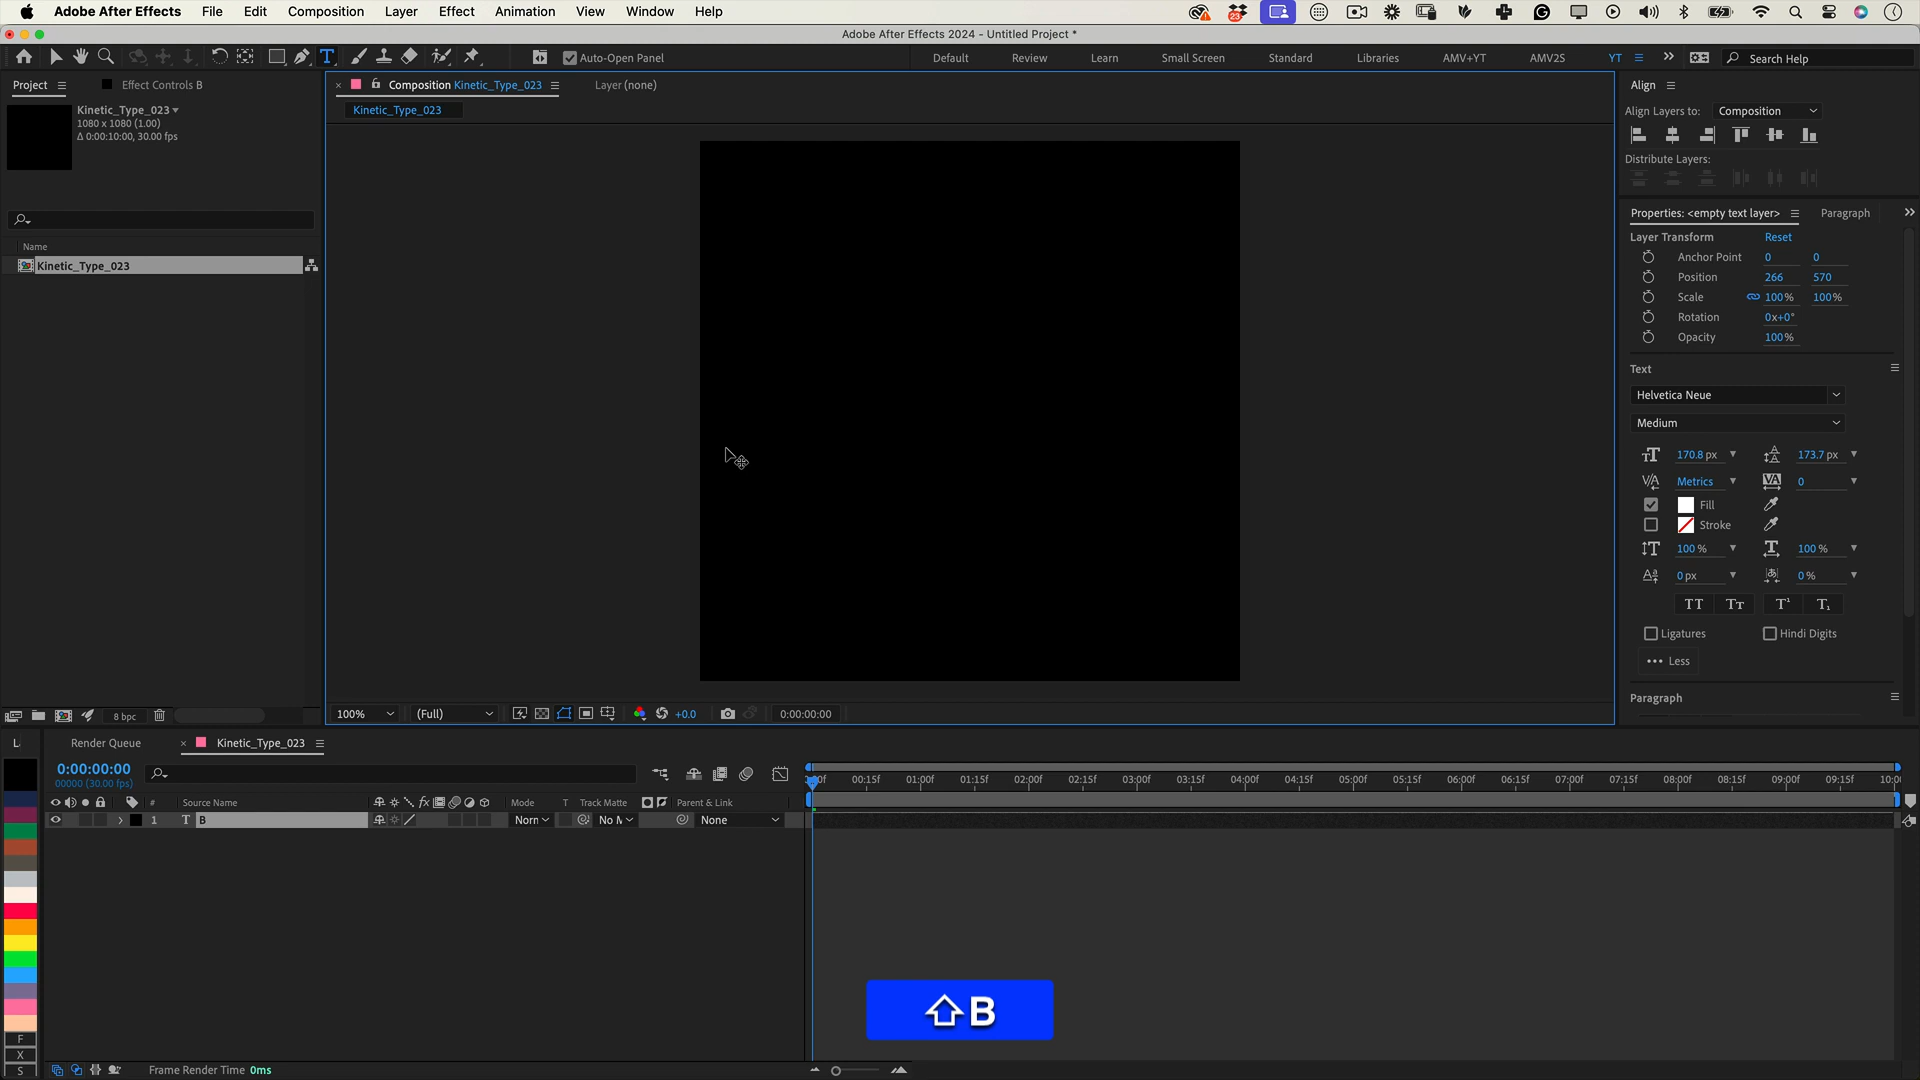 Adobe After Effects File Edit Composition Layer Effect Animation View Window Help
23
Adobe After Effects 2024 - Untitled Project *
T Auto-Open Panel Default Review Learn Small Screen Standard Libraries AMV+YT AMV2S YT Search Help
Project Effect Controls B
Kinetic_Type_023
1080 x 1080 (1.00)
Δ 0:00:10:00, 30.00 fps
Name
Kinetic_Type_023
8 bpc
Composition Kinetic_Type_023 Layer (none)
Kinetic_Type_023
100% (Full) +0.0 0:00:00:00
Align
Align Layers to: Composition
Distribute Layers:
Properties: <empty text layer> Paragraph
Layer Transform Reset
Anchor Point 0 0
Position 266 570
Scale 100% 100%
Rotation 0x+0°
Opacity 100%
Text
Helvetica Neue
Medium
170.8 px 173.7 px
Metrics 0
Fill
Stroke
100 % 100 %
0 px 0 %
TT Tт T¹ T₁
Ligatures Hindi Digits
Less
Paragraph
L Render Queue Kinetic_Type_023
0:00:00:00
00000 (30.00 fps)
00f 00:15f 01:00f 01:15f 02:00f 02:15f 03:00f 03:15f 04:00f 04:15f 05:00f 05:15f 06:00f 06:15f 07:00f 07:15f 08:00f 08:15f 09:00f 09:15f 10:00
# Source Name fx Mode T Track Matte Parent & Link
1 T B Norn No M None
F
X
S
⇧B
Frame Render Time 0ms